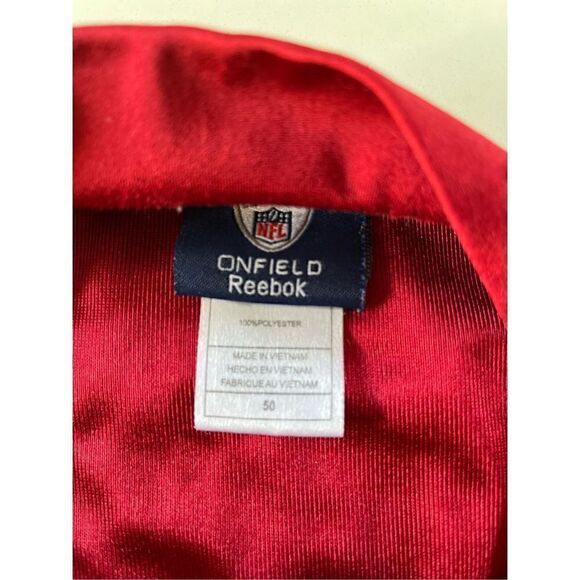 NFL
ONFIELD
Reebok
100%POLYESTER
MADE IN VIETNAM
HECHO EN VIETNAM
FABRIQUE AU VIETNAM
50